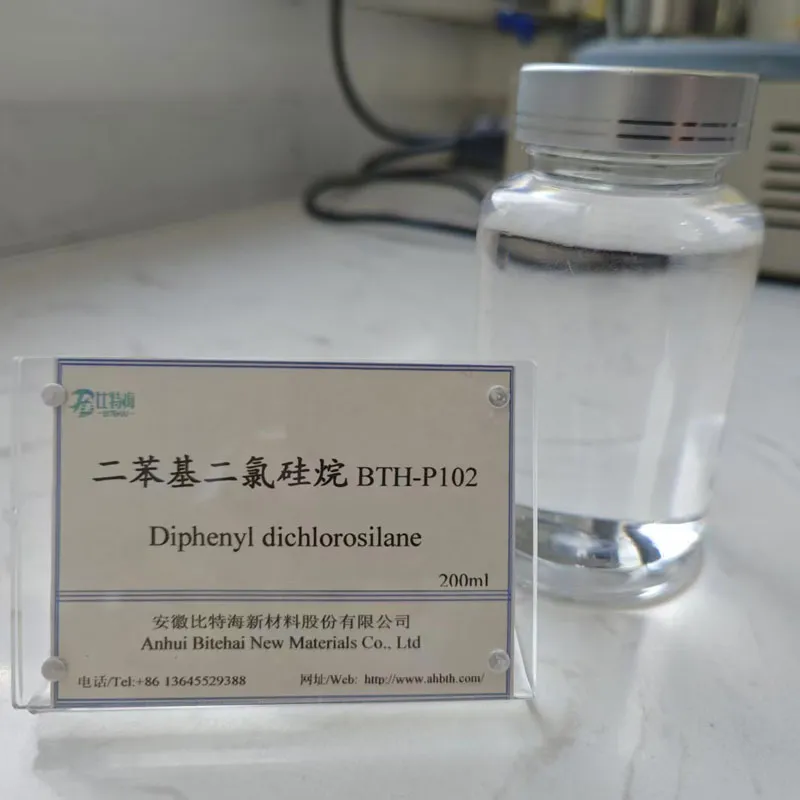 比特海
BITEHAI
二苯基二氯硅烷 BTH-P102
Diphenyl dichlorosilane
200ml
安徽比特海新材料股份有限公司
Anhui Bitehai New Materials Co., Ltd
电话/Tel:+86 13645529388 网址/Web: http://www.ahbth.com/